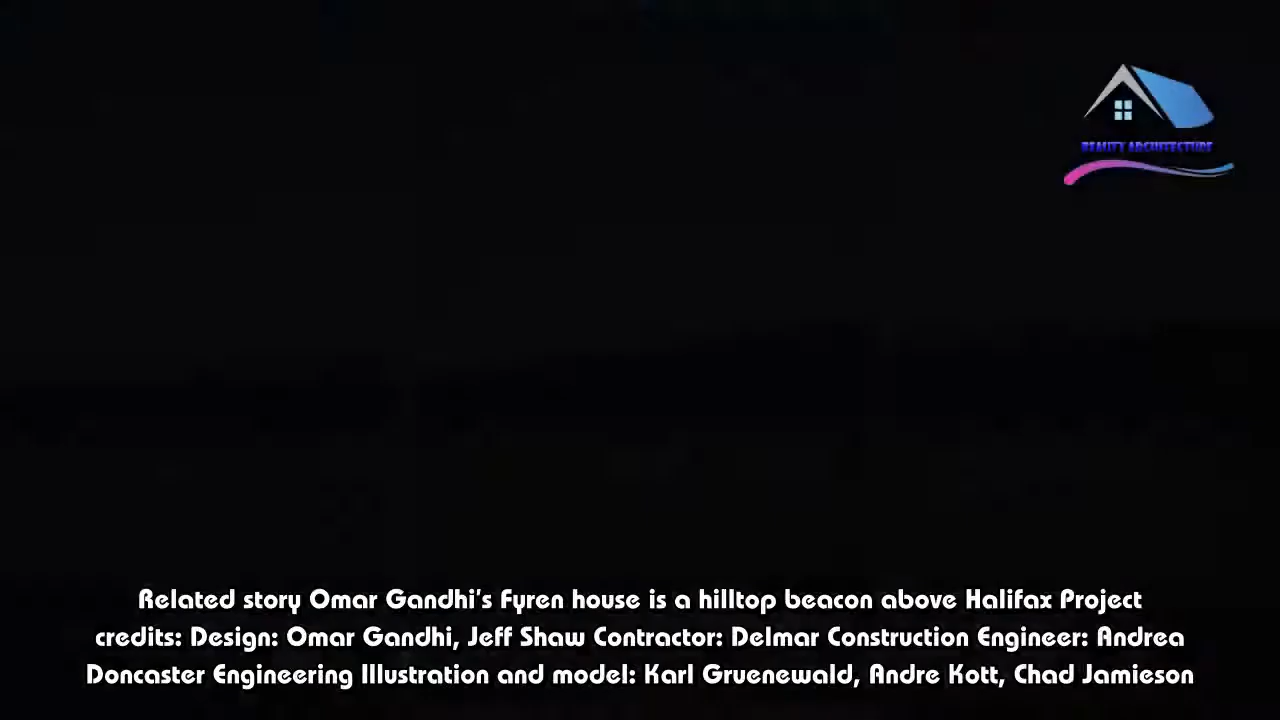 BEAUTY ARCHITECTURE
Related story Omar Gandhi's Fyren house is a hilltop beacon above Halifax Project
credits: Design: Omar Gandhi, Jeff Shaw Contractor: Delmar Construction Engineer: Andrea
Doncaster Engineering Illustration and model: Karl Gruenewald, Andre Kott, Chad Jamieson